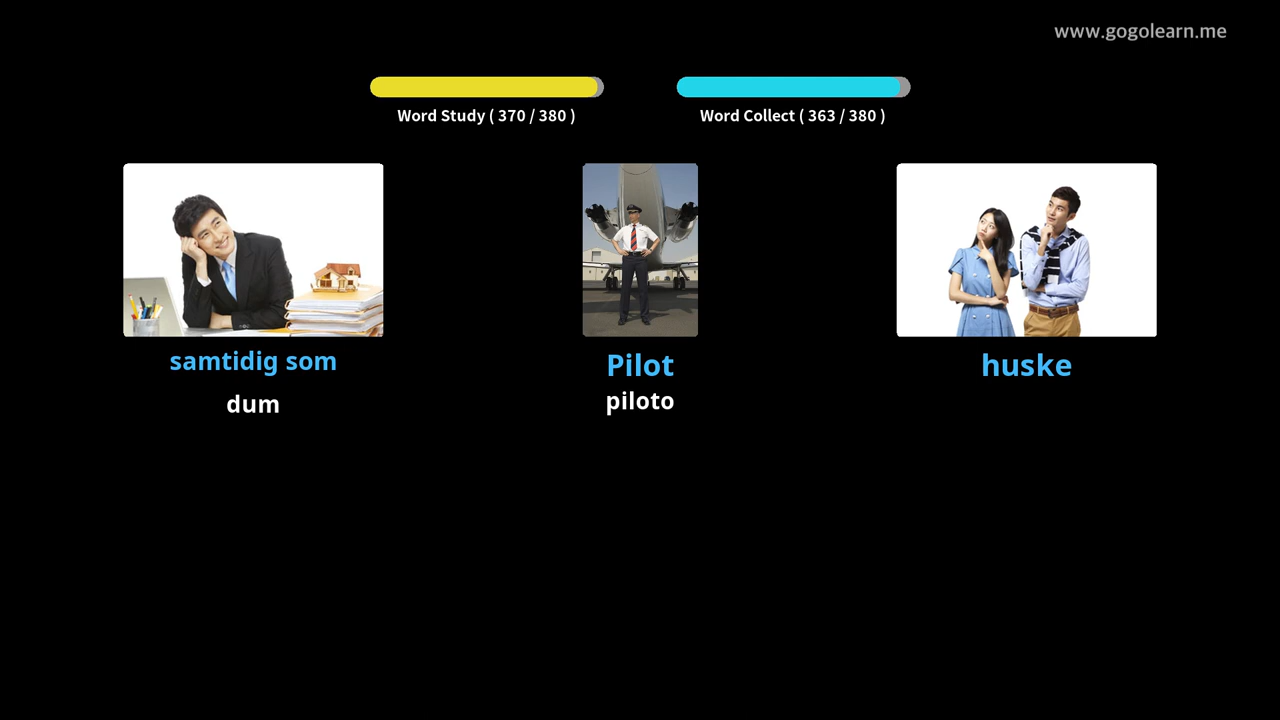 www.gogolearn.me
Word Study ( 370 / 380 )
Word Collect ( 363 / 380 )
samtidig som
dum
Pilot
piloto
huske